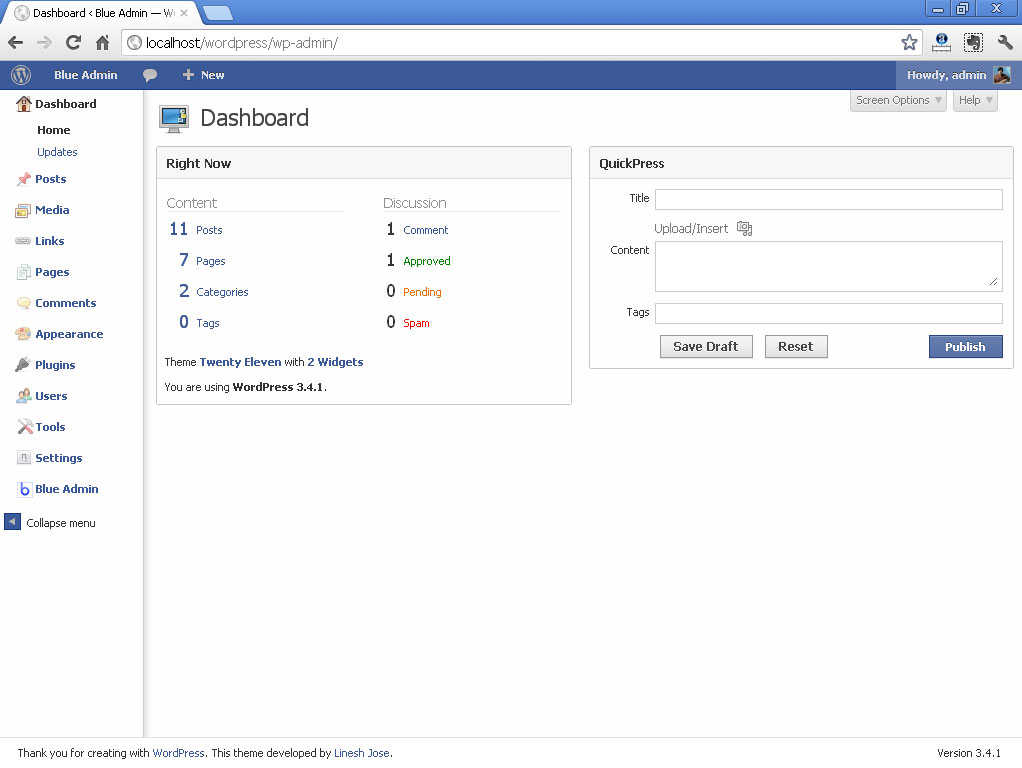 Dashboard ‹ Blue Admin — W
localhost/wordpress/wp-admin/
Blue Admin
New
Howdy, admin
Screen Options
Help
Dashboard
Home
Updates
Posts
Media
Links
Pages
Comments
Appearance
Plugins
Users
Tools
Settings
Blue Admin
Collapse menu
Dashboard
Right Now
Content
11 Posts
7 Pages
2 Categories
0 Tags
Discussion
1 Comment
1 Approved
0 Pending
0 Spam
Theme Twenty Eleven with 2 Widgets
You are using WordPress 3.4.1.
QuickPress
Title
Upload/Insert
Content
Tags
Save Draft
Reset
Publish
Thank you for creating with WordPress. This theme developed by Linesh Jose.
Version 3.4.1